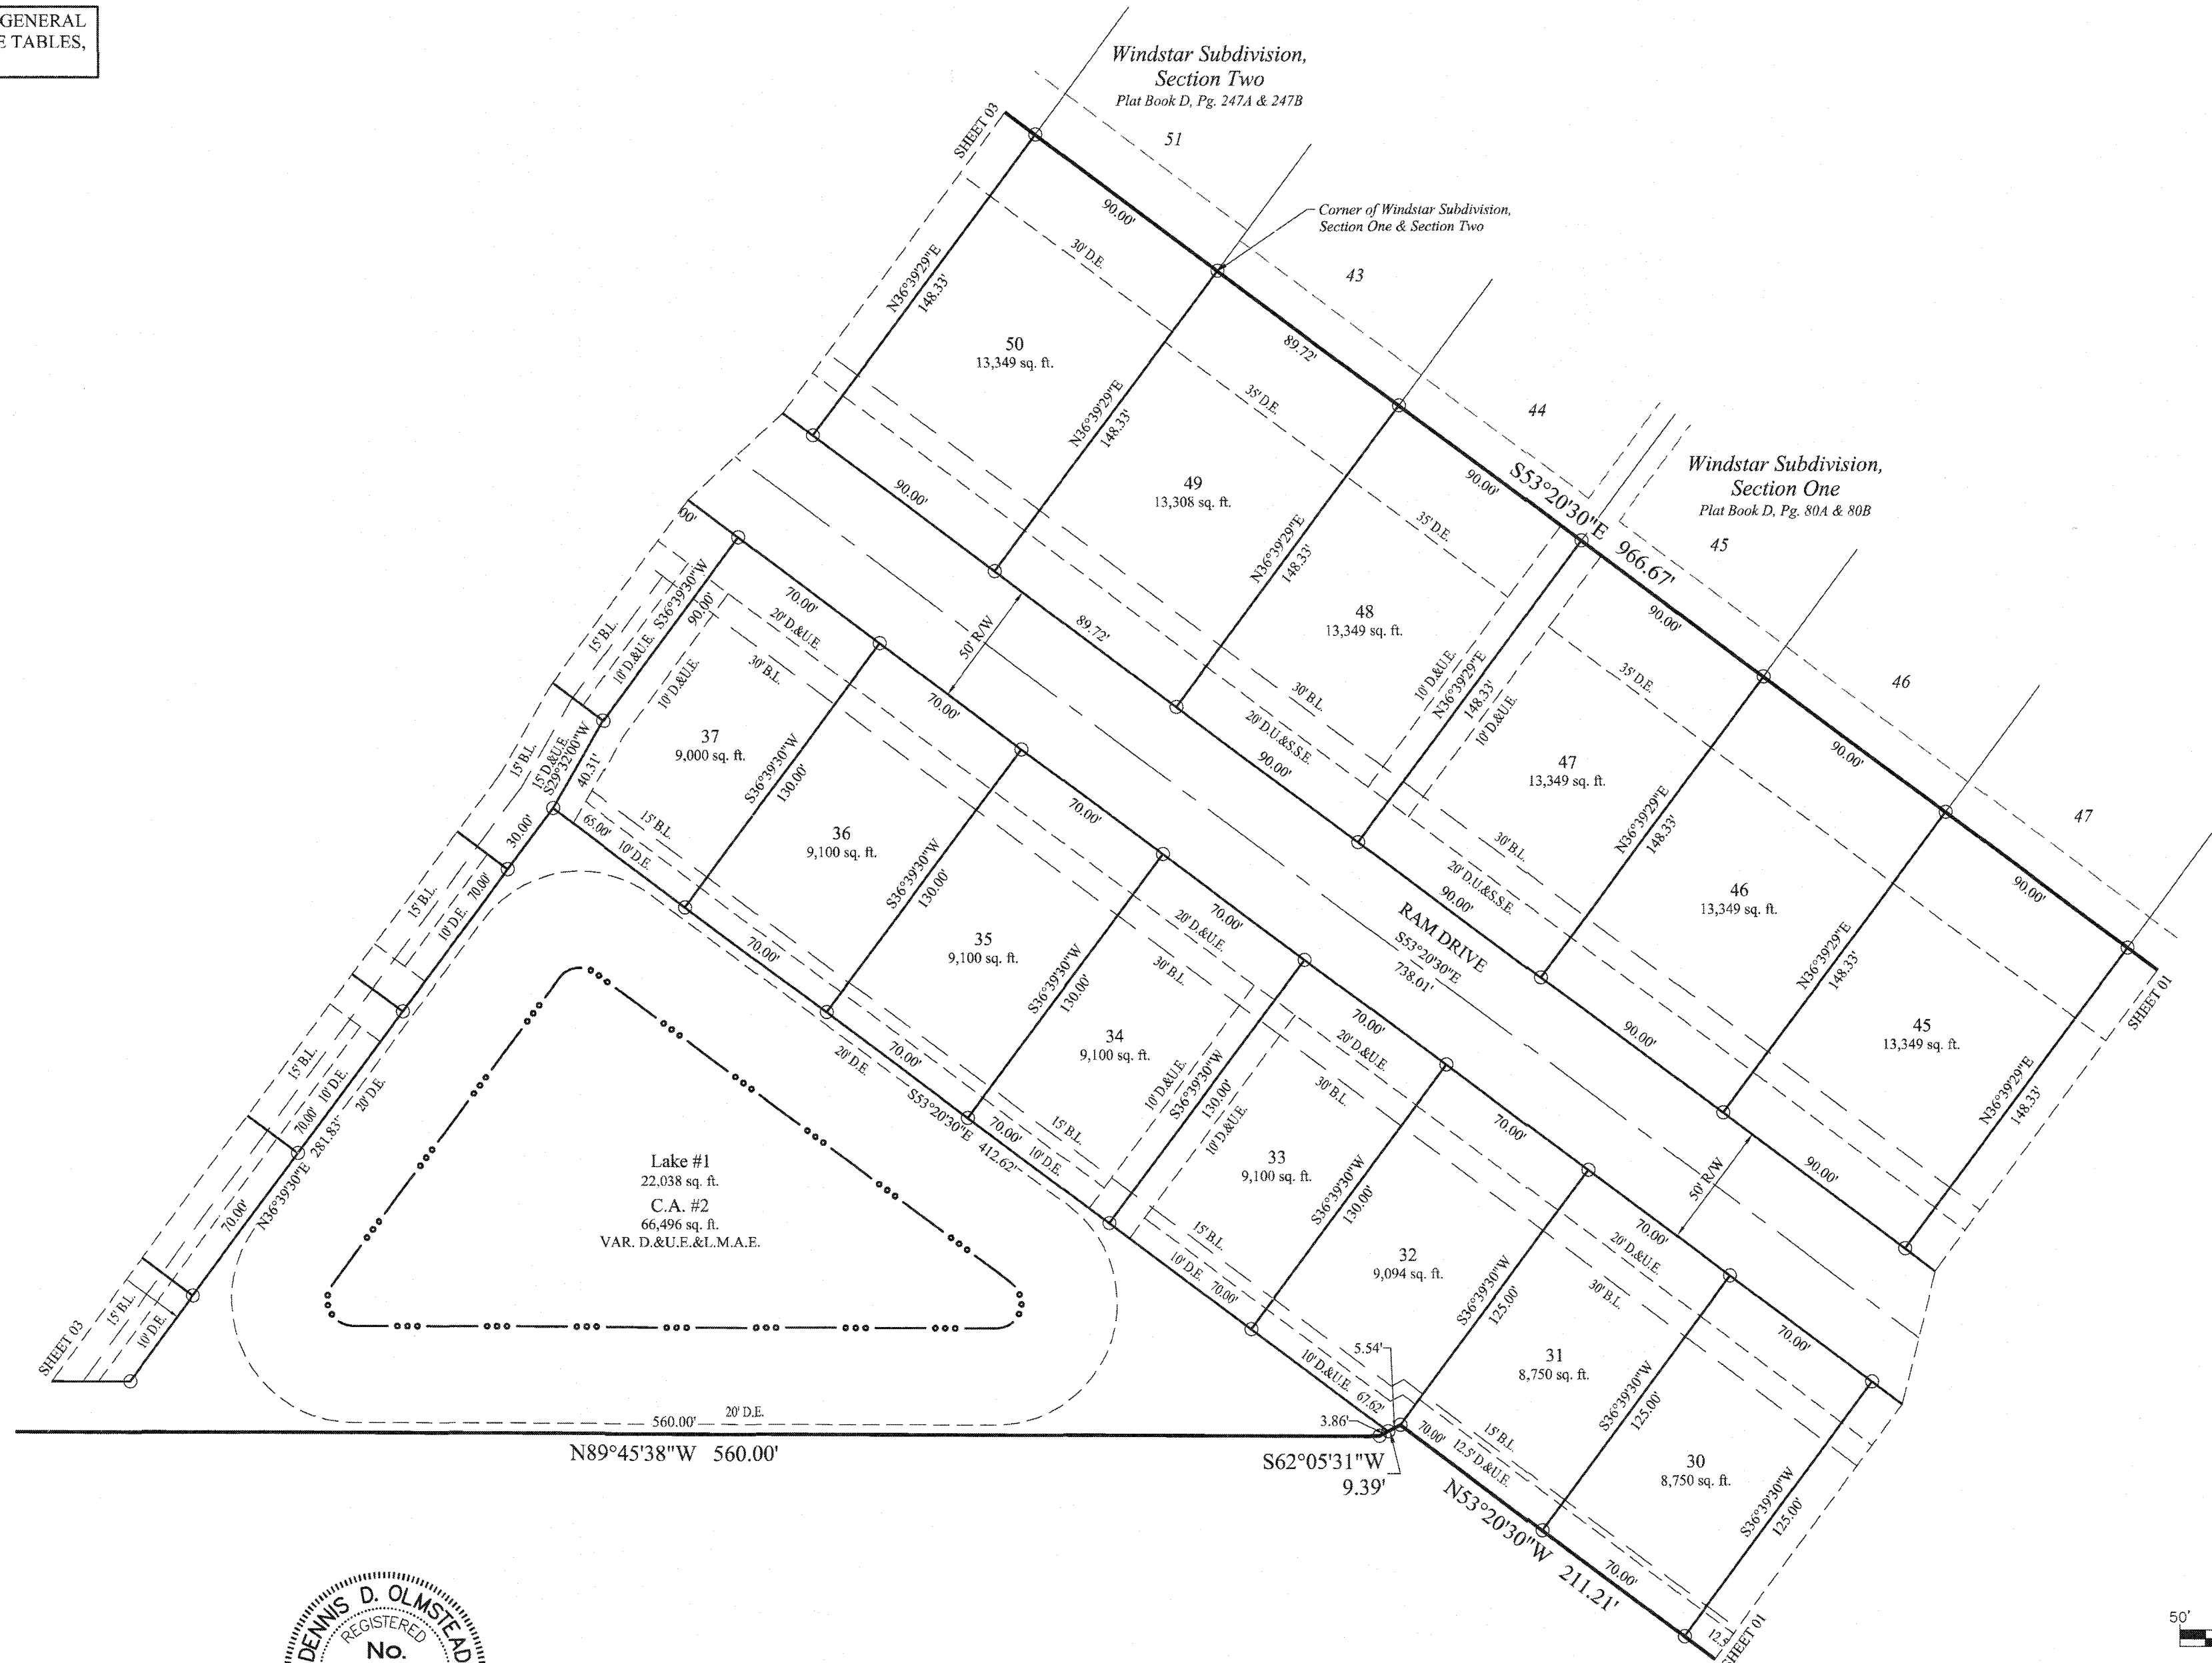 GENERAL
E TABLES,
Windstar Subdivision,
Section Two
Plat Book D, Pg. 247A & 247B
SHEET 03
51
Corner of Windstar Subdivision,
Section One & Section Two
43
44
Windstar Subdivision,
Section One
Plat Book D, Pg. 80A & 80B
45
46
47
S53°20'30"E 966.67'
90.00'
89.72'
90.00'
90.00'
90.00'
90.00'
30' D.E.
35' D.E.
35' D.E.
35' D.E.
N36°39'29"E
148.33'
50
13,349 sq. ft.
N36°39'29"E
148.33'
49
13,308 sq. ft.
N36°39'29"E
148.33'
48
13,349 sq. ft.
10' D.&U.E.
N36°39'29"E
148.33'
10' D.&U.E.
47
13,349 sq. ft.
N36°39'29"E
148.33'
46
13,349 sq. ft.
N36°39'29"E
148.33'
45
13,349 sq. ft.
N36°39'29"E
148.33'
SHEET 01
30' B.L.
20' D.U.&S.S.E.
30' B.L.
20' D.U.&S.S.E.
90.00'
89.72'
90.00'
90.00'
90.00'
90.00'
50' R/W
RAM DRIVE
S53°20'30"E
738.01'
50' R/W
00'
70.00'
70.00'
70.00'
70.00'
70.00'
70.00'
70.00'
70.00'
20' D.&U.E.
30' B.L.
20' D.&U.E.
30' B.L.
20' D.&U.E.
30' B.L.
20' D.&U.E.
30' B.L.
15' B.L.
10' D.&U.E.
S36°39'30"W
90.00'
10' D.&U.E.
15' B.L.
15' D.&U.E.
S29°32'00"W
40.31'
37
9,000 sq. ft.
S36°39'30"W
130.00'
36
9,100 sq. ft.
S36°39'30"W
130.00'
35
9,100 sq. ft.
S36°39'30"W
130.00'
34
9,100 sq. ft.
10' D.&U.E.
S36°39'30"W
130.00'
10' D.&U.E.
33
9,100 sq. ft.
S36°39'30"W
130.00'
32
9,094 sq. ft.
S36°39'30"W
125.00'
31
8,750 sq. ft.
S36°39'30"W
125.00'
30
8,750 sq. ft.
S36°39'30"W
125.00'
65.00'
15' B.L.
10' D.E.
70.00'
70.00'
20' D.E.
S53°20'30"E 412.62'
70.00'
15' B.L.
10' D.E.
15' B.L.
10' D.E.
70.00'
10' D.&U.E.
67.62'
5.54'
3.86'
30.00'
15' B.L.
10' D.E.
70.00'
15' B.L.
10' D.E.
70.00'
20' D.E.
N36°39'30"E 281.83'
70.00'
15' B.L.
10' D.E.
SHEET 03
Lake #1
22,038 sq. ft.
C.A. #2
66,496 sq. ft.
VAR. D.&U.E.&L.M.A.E.
560.00'
20' D.E.
N89°45'38"W 560.00'
S62°05'31"W
9.39'
70.00'
12.5' D.&U.E.
15' B.L.
N53°20'30"W 211.21'
70.00'
12.5
SHEET 01
DENNIS D. OLMSTEAD
REGISTERED
No.
50'